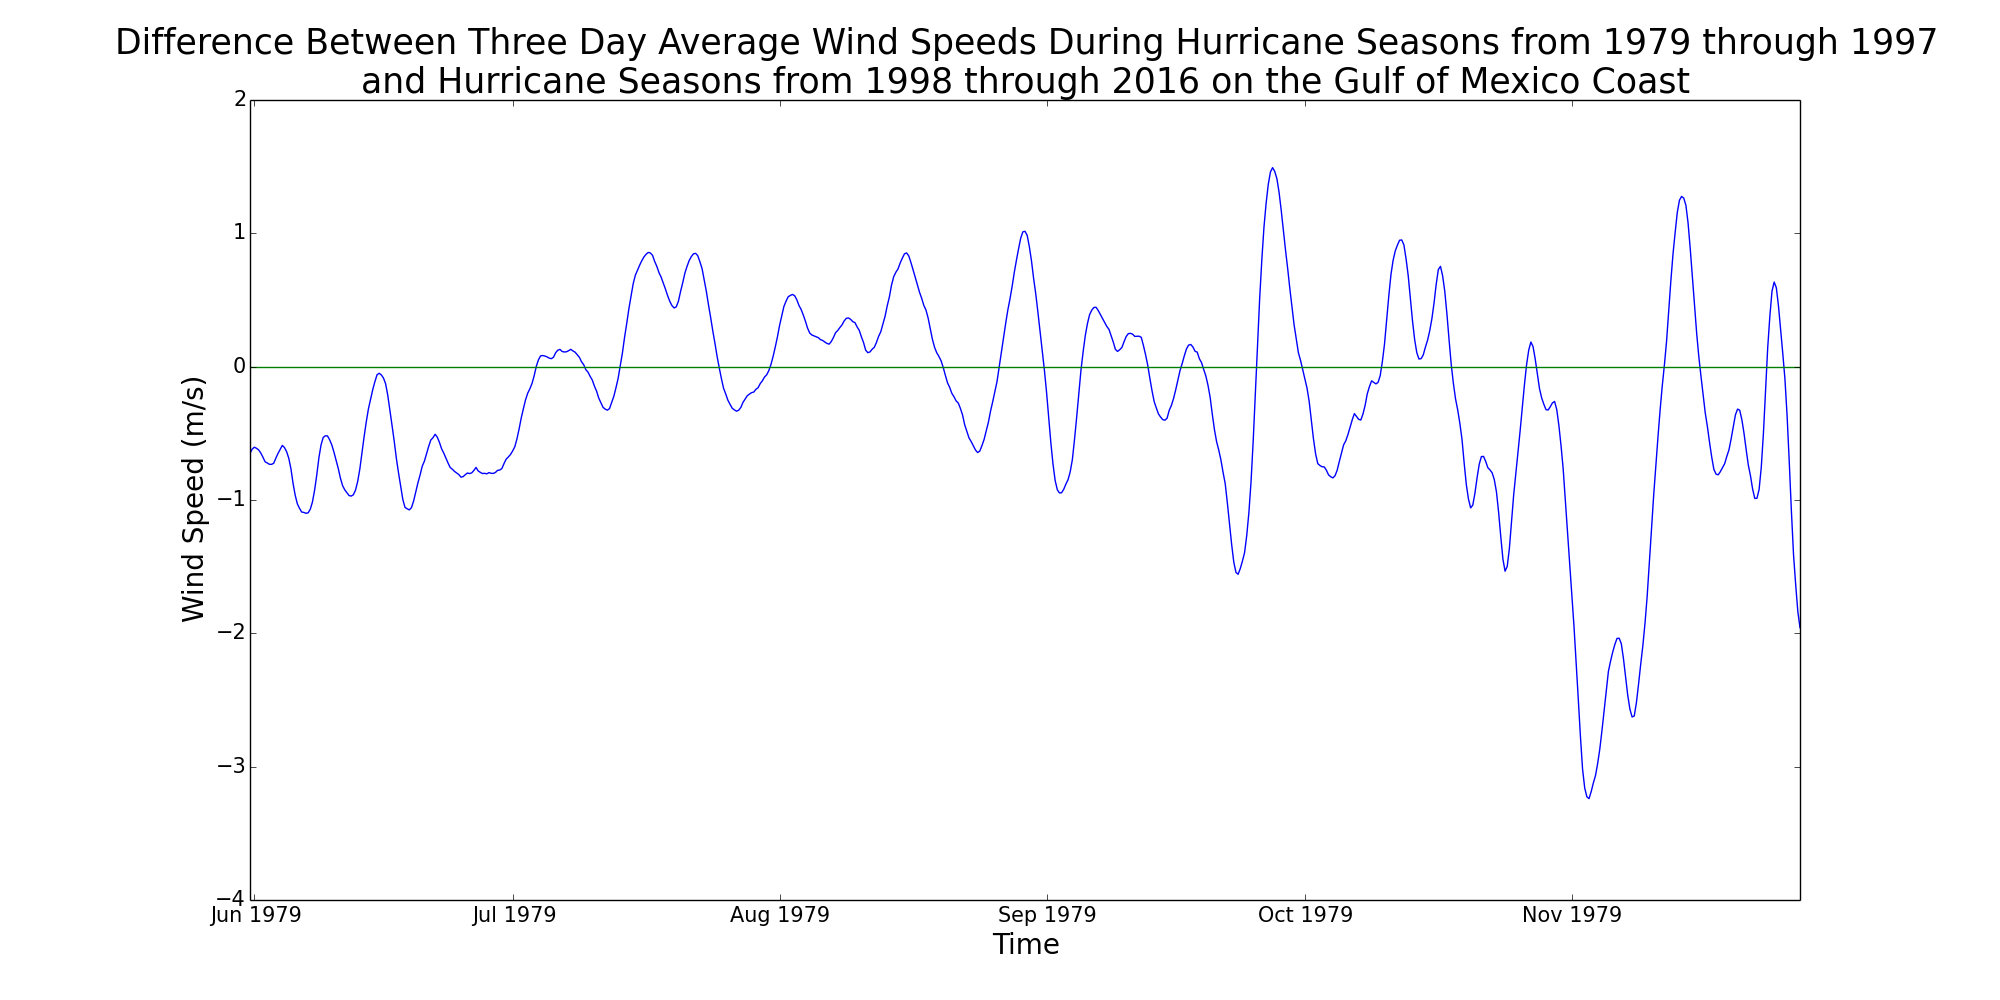 Difference Between Three Day Average Wind Speeds During Hurricane Seasons from 1979 through 1997
and Hurricane Seasons from 1998 through 2016 on the Gulf of Mexico Coast
2
1
0
−1
−2
−3
−4
Wind Speed (m/s)
Jun 1979 Jul 1979 Aug 1979 Sep 1979 Oct 1979 Nov 1979
Time